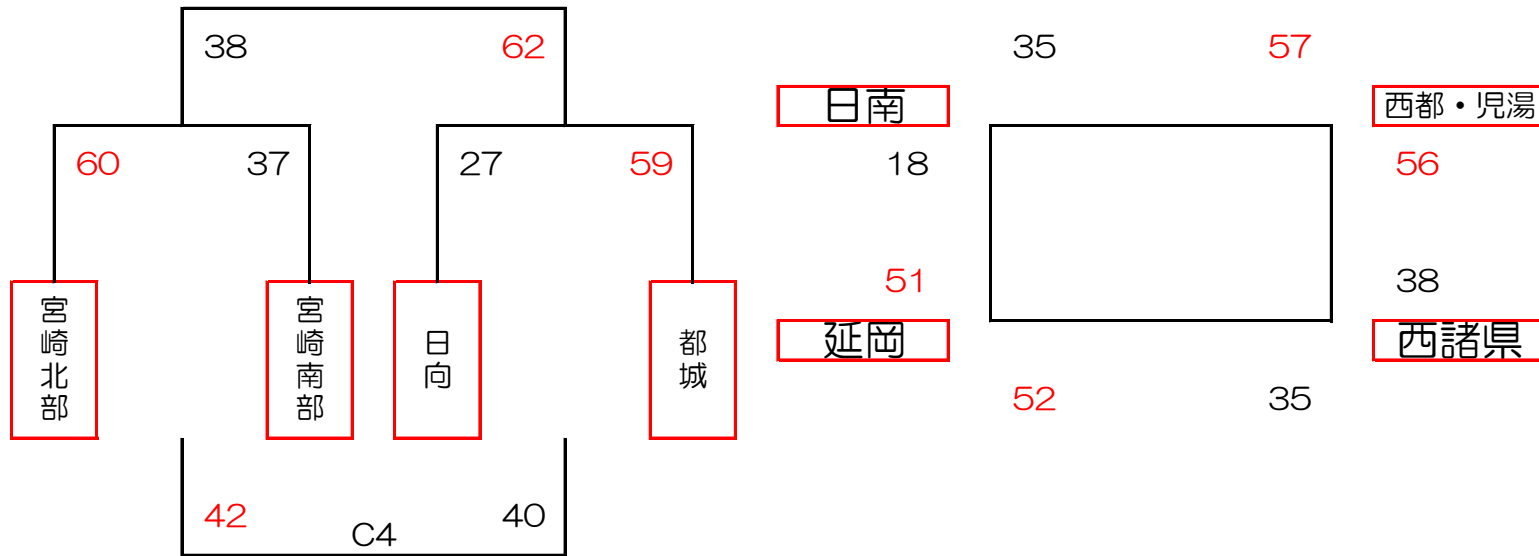 38 62
60 37 27 59
宮崎北部
宮崎南部
日向
都城
42 C4 40
35 57
日南 西都・児湯
18 56
51 38
延岡 西諸県
52 35